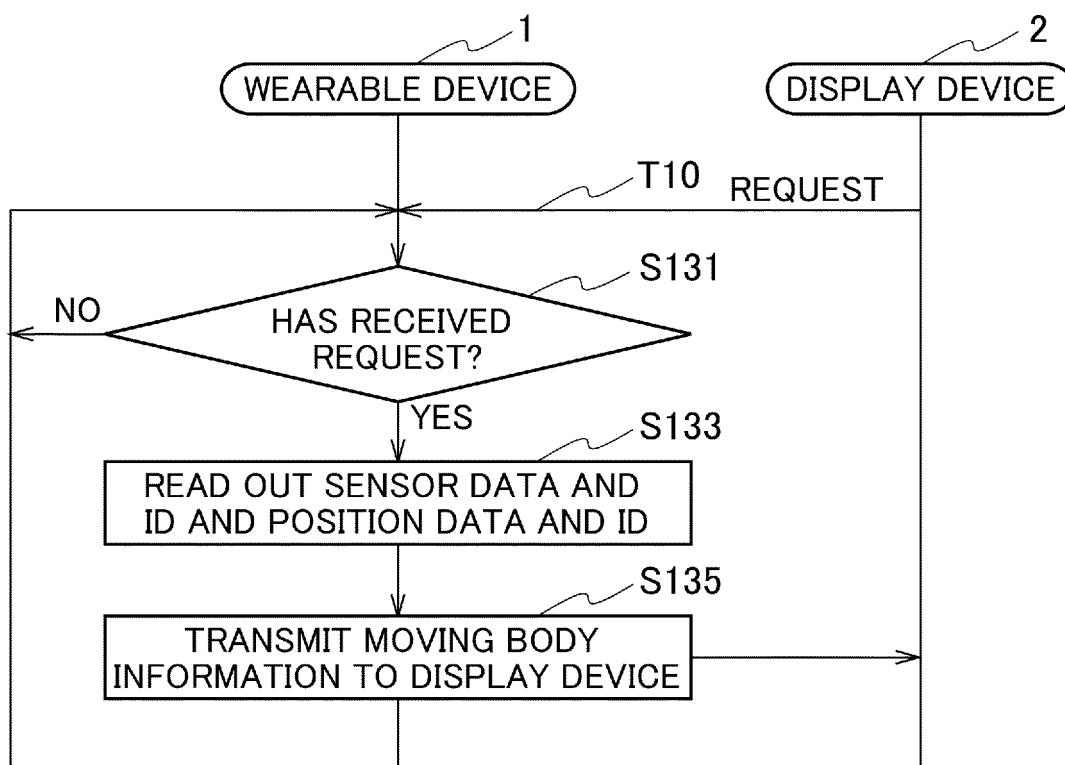 1
2
WEARABLE DEVICE
DISPLAY DEVICE
T10
REQUEST
S131
NO
HAS RECEIVED
REQUEST?
YES
S133
READ OUT SENSOR DATA AND
ID AND POSITION DATA AND ID
S135
TRANSMIT MOVING BODY
INFORMATION TO DISPLAY DEVICE